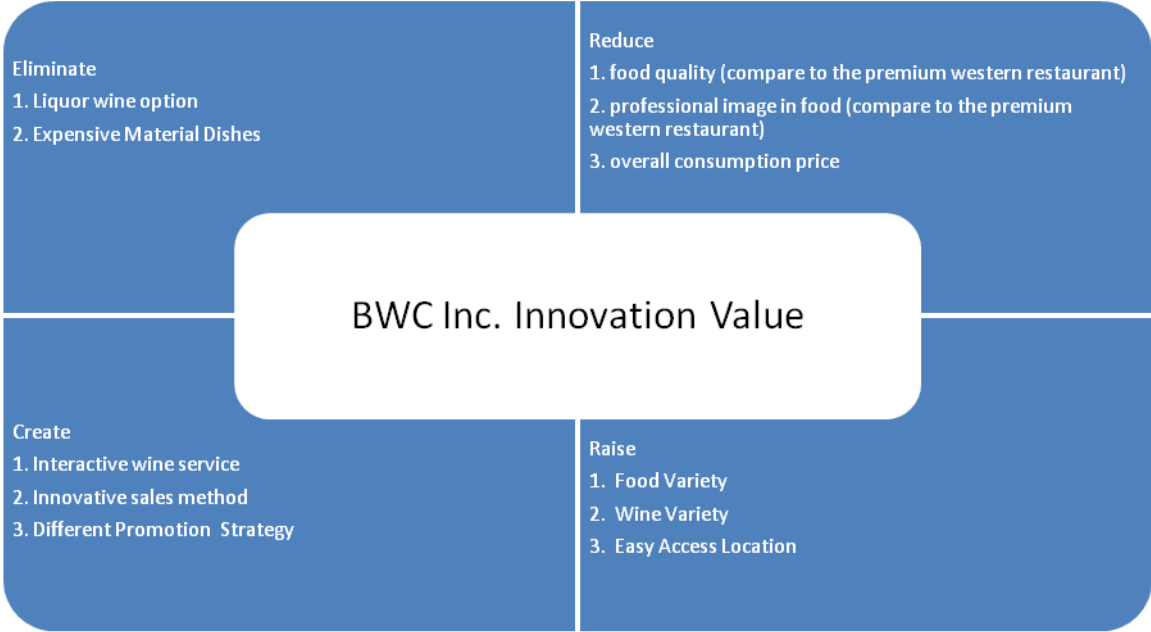 Eliminate
1. Liquor wine option
2. Expensive Material Dishes
Reduce
1. food quality (compare to the premium western restaurant)
2. professional image in food (compare to the premium
western restaurant)
3. overall consumption price
BWC Inc. Innovation Value
Create
1. Interactive wine service
2. Innovative sales method
3. Different Promotion Strategy
Raise
1. Food Variety
2. Wine Variety
3. Easy Access Location